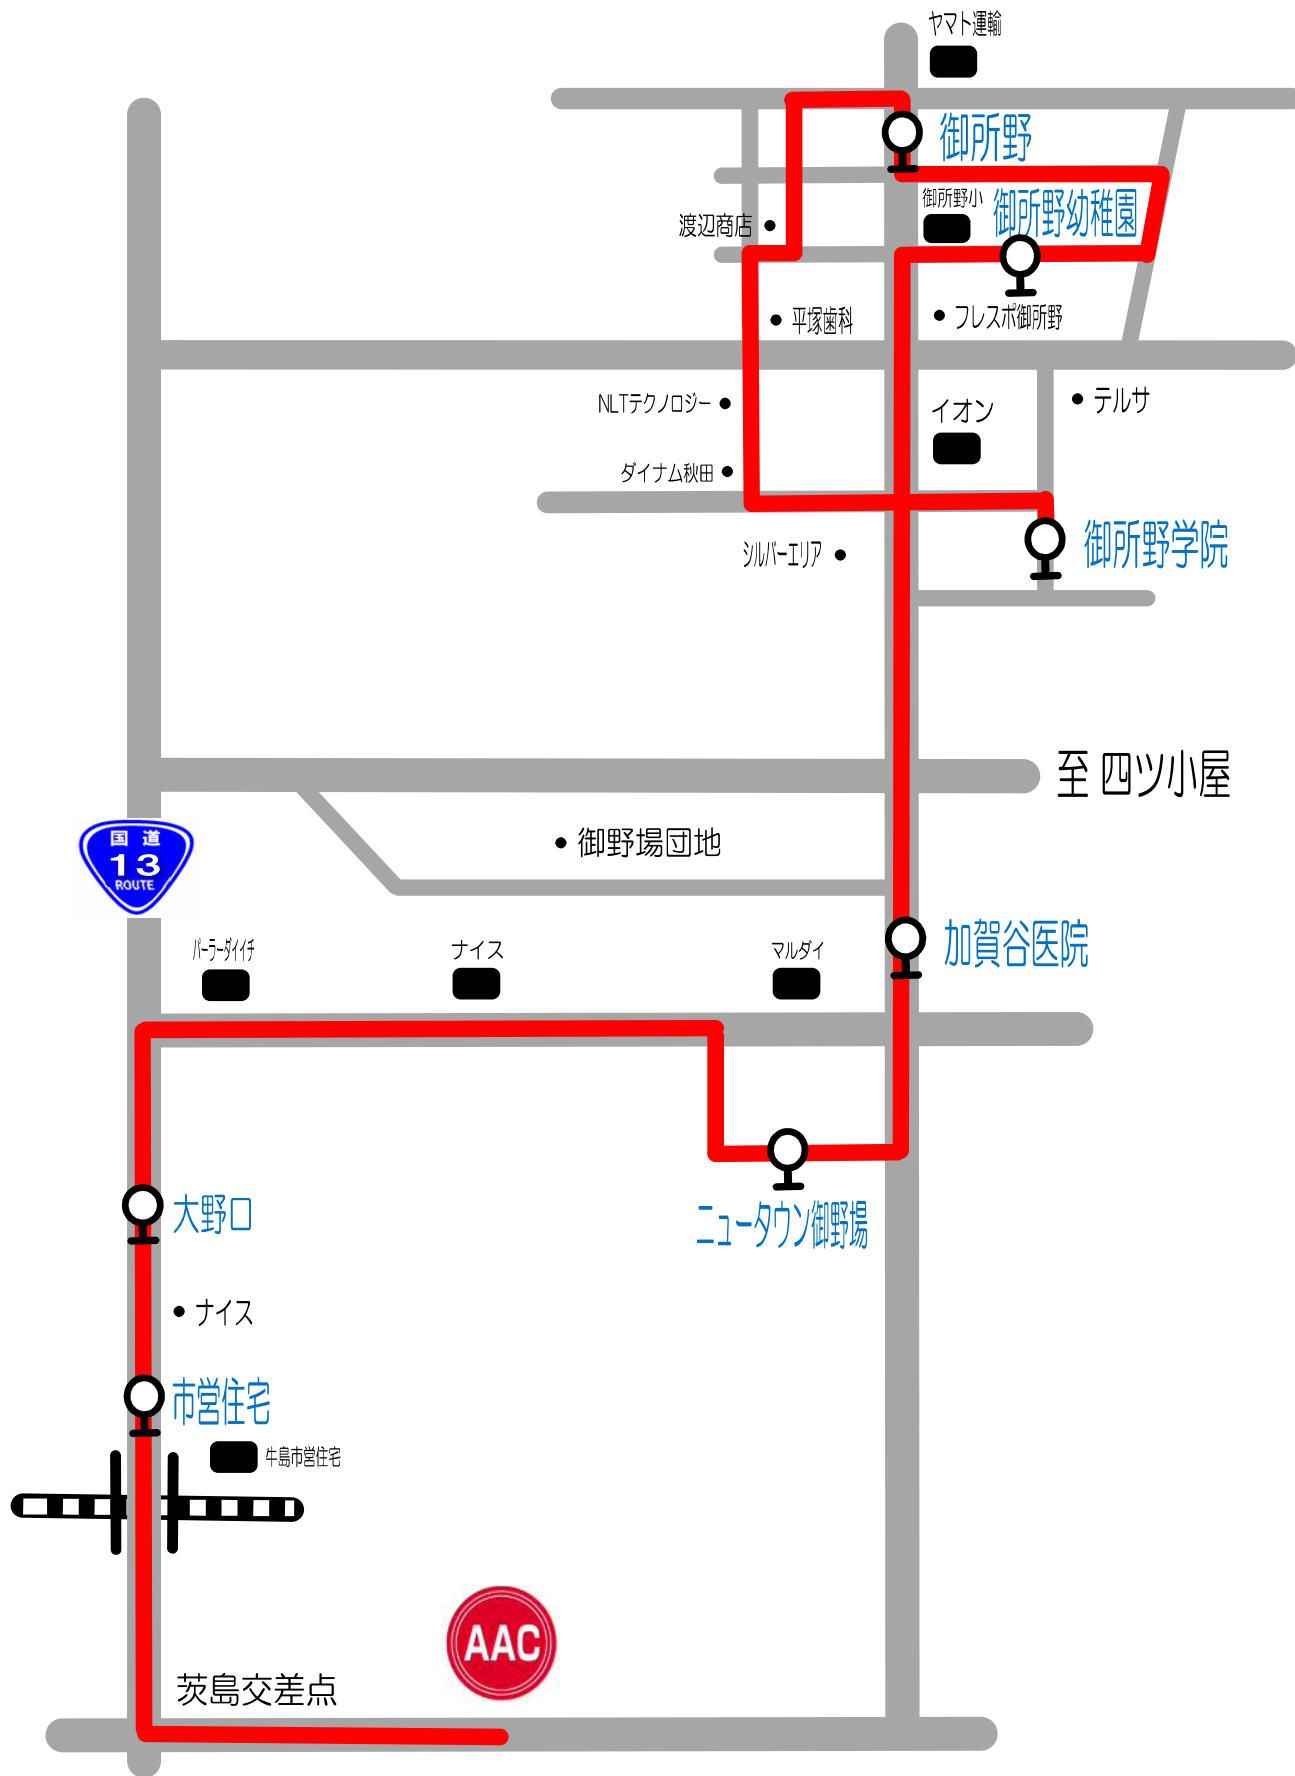 ヤマト運輸
御所野
御所野小
御所野幼稚園
渡辺商店
平塚歯科
フレスポ御所野
NLTテクノロジー
イオン
テルサ
ダイナム秋田
シルバーエリア
御所野学院
至 四ツ小屋
国道
13
ROUTE
御野場団地
パーラーダイイチ
ナイス
マルダイ
加賀谷医院
大野口
ニュータウン御野場
ナイス
市営住宅
牛島市営住宅
AAC
茨島交差点